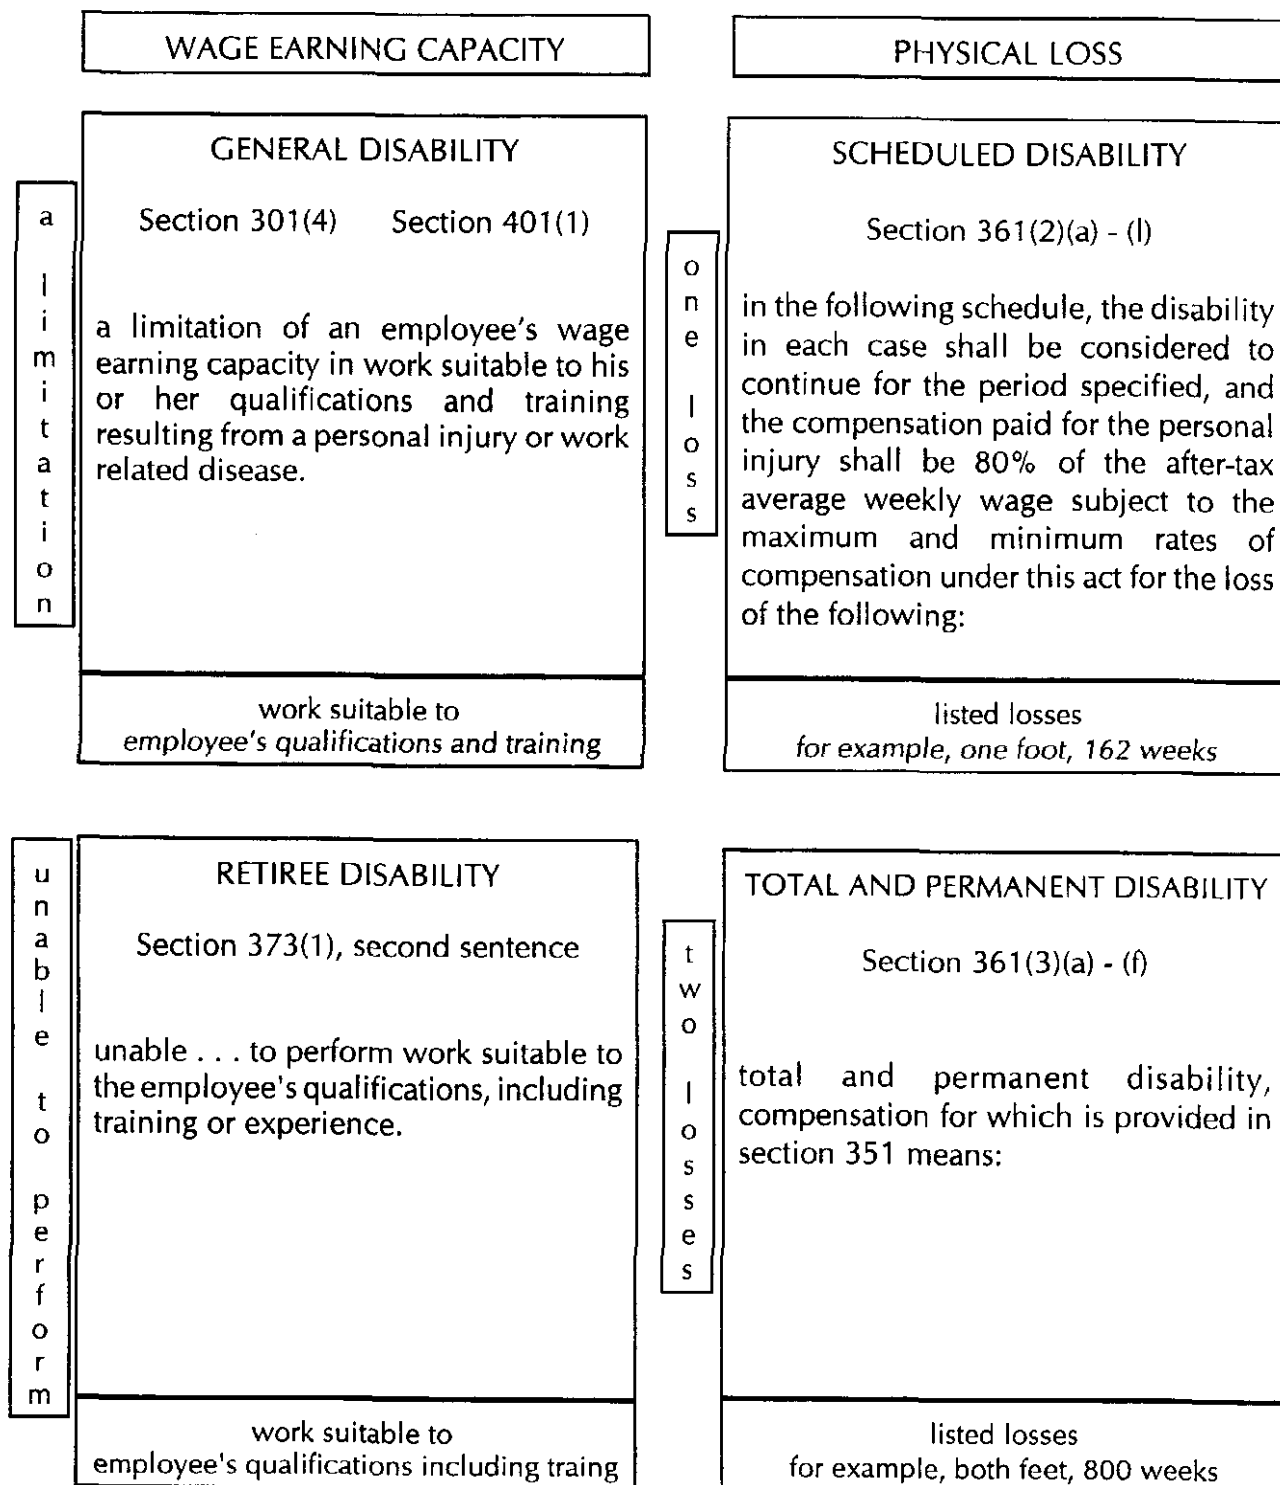 WAGE EARNING CAPACITY
PHYSICAL LOSS
a limitation
GENERAL DISABILITY
Section 301(4) Section 401(1)
a limitation of an employee's wage
earning capacity in work suitable to his
or her qualifications and training
resulting from a personal injury or work
related disease.
work suitable to
employee's qualifications and training
one loss
SCHEDULED DISABILITY
Section 361(2)(a) - (l)
in the following schedule, the disability
in each case shall be considered to
continue for the period specified, and
the compensation paid for the personal
injury shall be 80% of the after-tax
average weekly wage subject to the
maximum and minimum rates of
compensation under this act for the loss
of the following:
listed losses
for example, one foot, 162 weeks
unable to perform
RETIREE DISABILITY
Section 373(1), second sentence
unable . . . to perform work suitable to
the employee's qualifications, including
training or experience.
work suitable to
employee's qualifications including traing
two losses
TOTAL AND PERMANENT DISABILITY
Section 361(3)(a) - (f)
total and permanent disability,
compensation for which is provided in
section 351 means:
listed losses
for example, both feet, 800 weeks